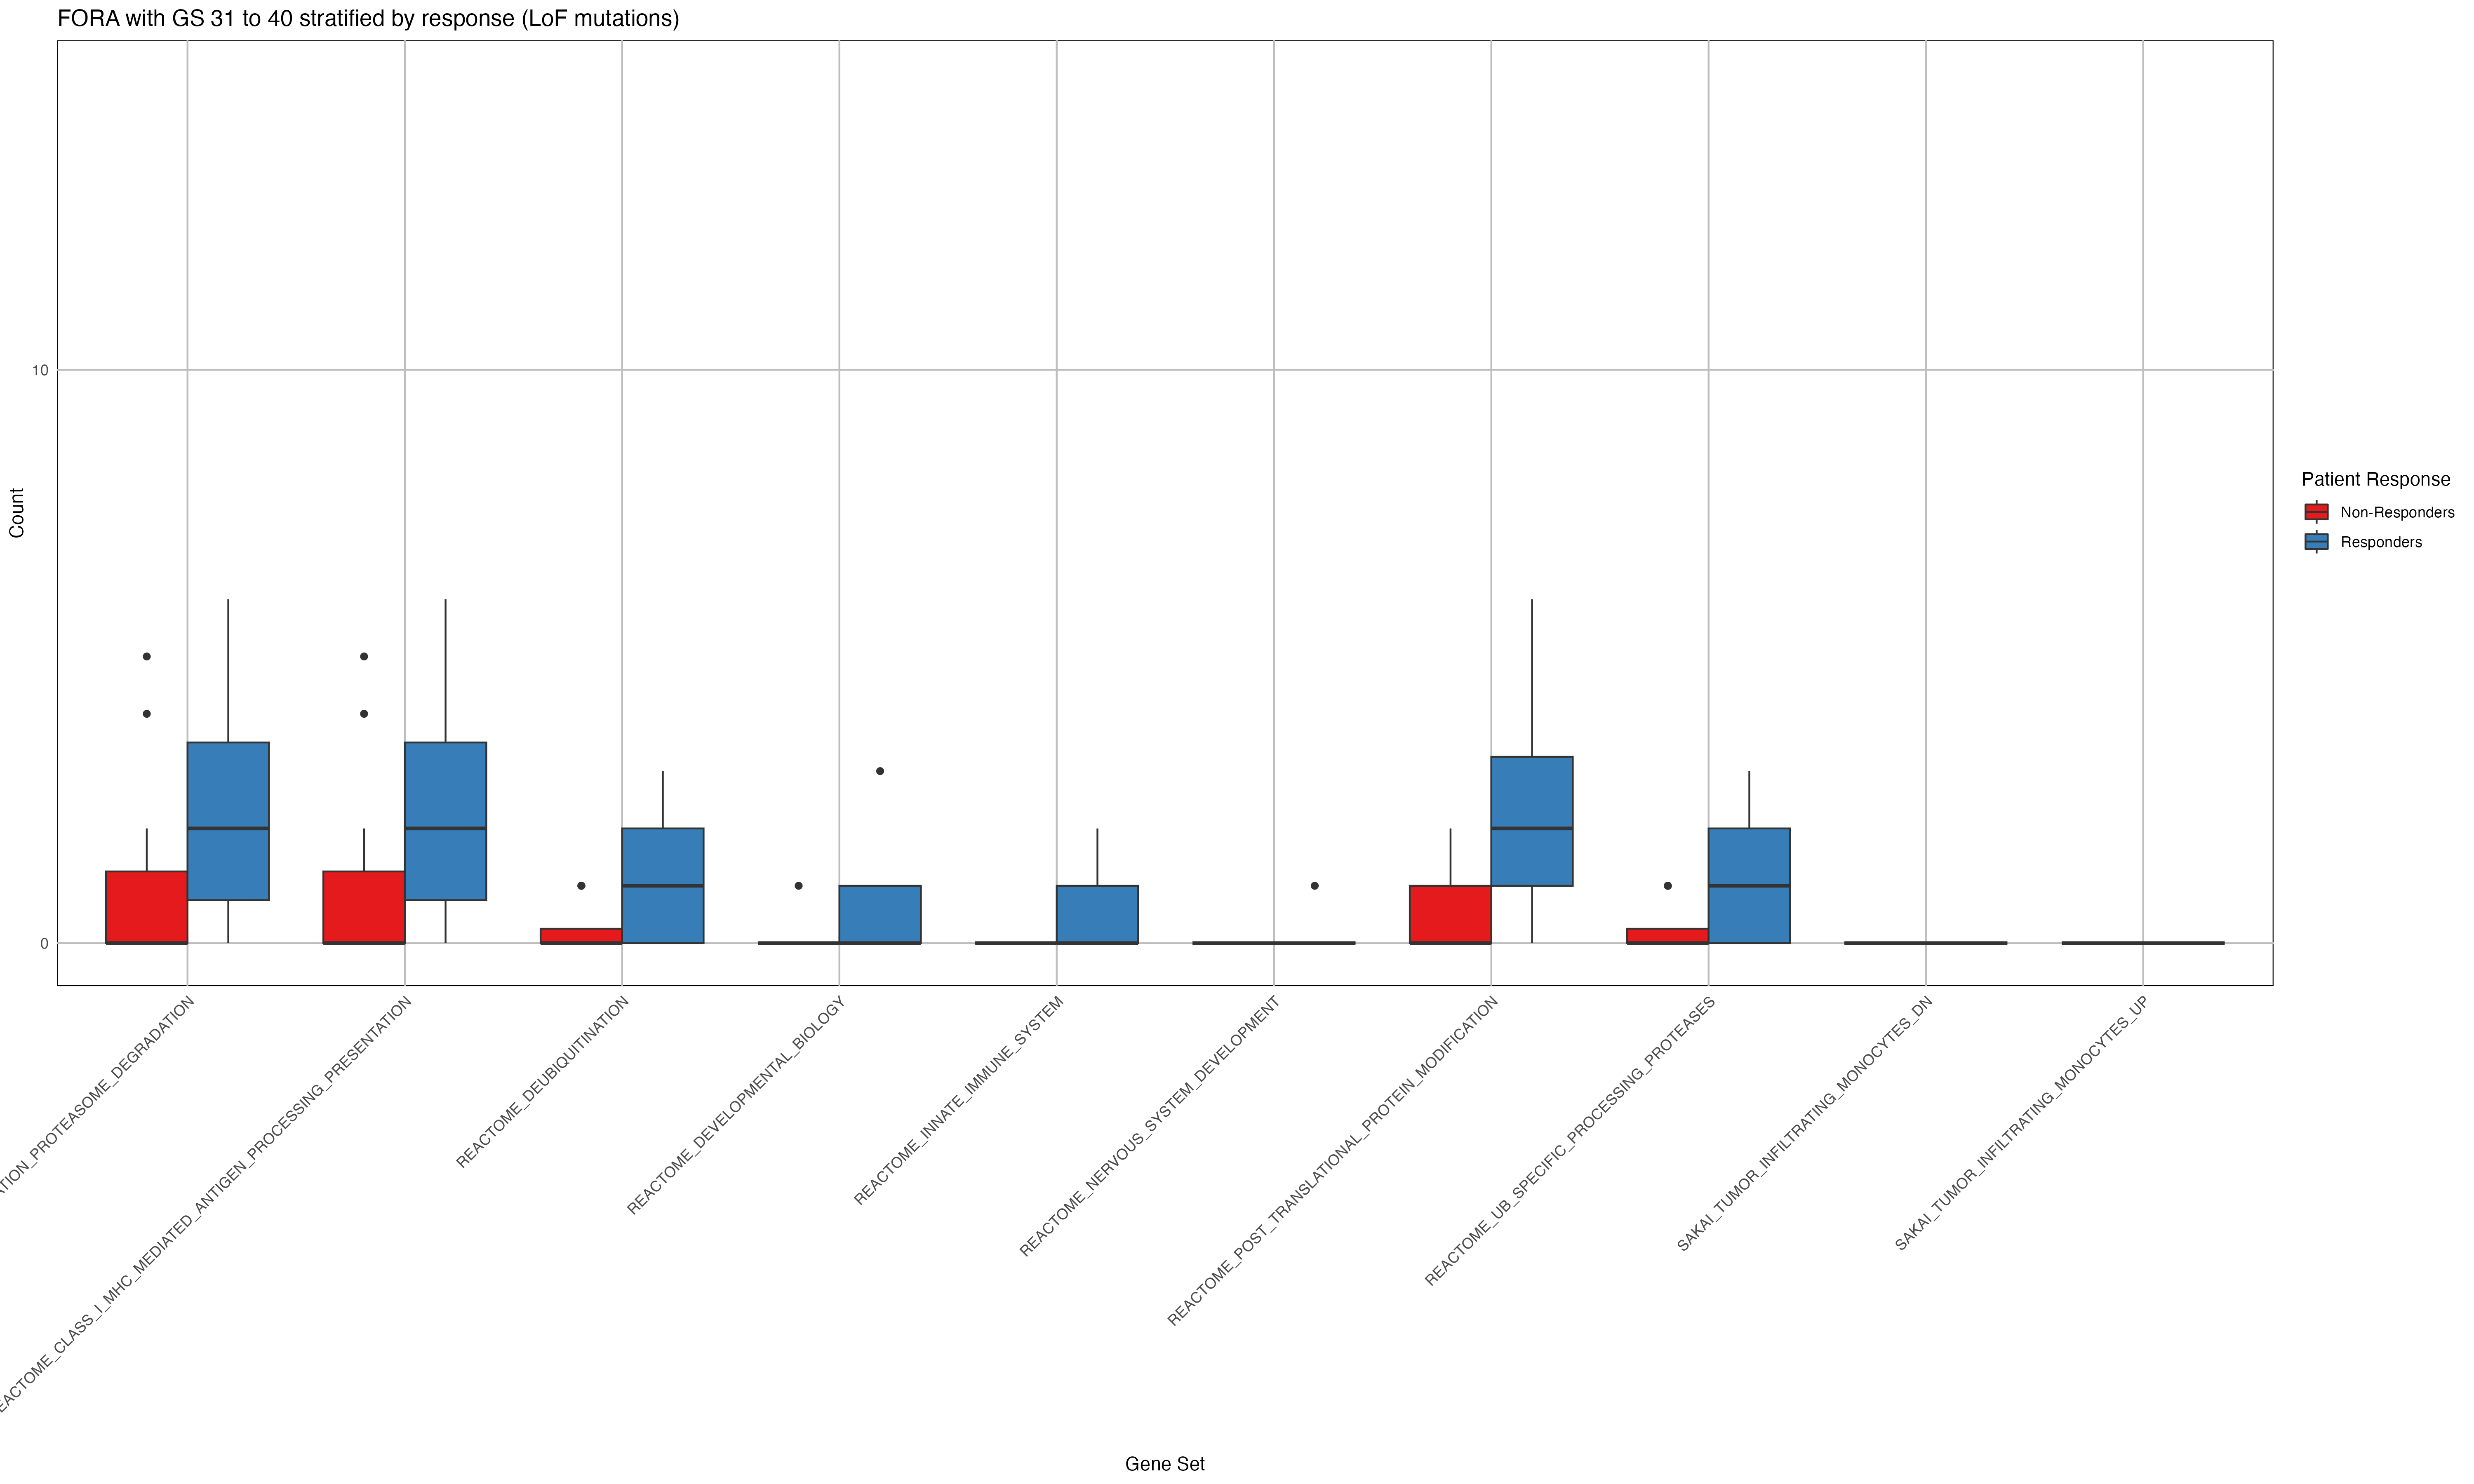 FORA with GS 31 to 40 stratified by response (LoF mutations)
10
0
Count
Patient Response
Non-Responders
Responders
ATION_PROTEASOME_DEGRADATION
EACTOME_CLASS_I_MHC_MEDIATED_ANTIGEN_PROCESSING_PRESENTATION
REACTOME_DEUBIQUITINATION
REACTOME_DEVELOPMENTAL_BIOLOGY
REACTOME_INNATE_IMMUNE_SYSTEM
REACTOME_NERVOUS_SYSTEM_DEVELOPMENT
REACTOME_POST_TRANSLATIONAL_PROTEIN_MODIFICATION
REACTOME_UB_SPECIFIC_PROCESSING_PROTEASES
SAKAI_TUMOR_INFILTRATING_MONOCYTES_DN
SAKAI_TUMOR_INFILTRATING_MONOCYTES_UP
Gene Set